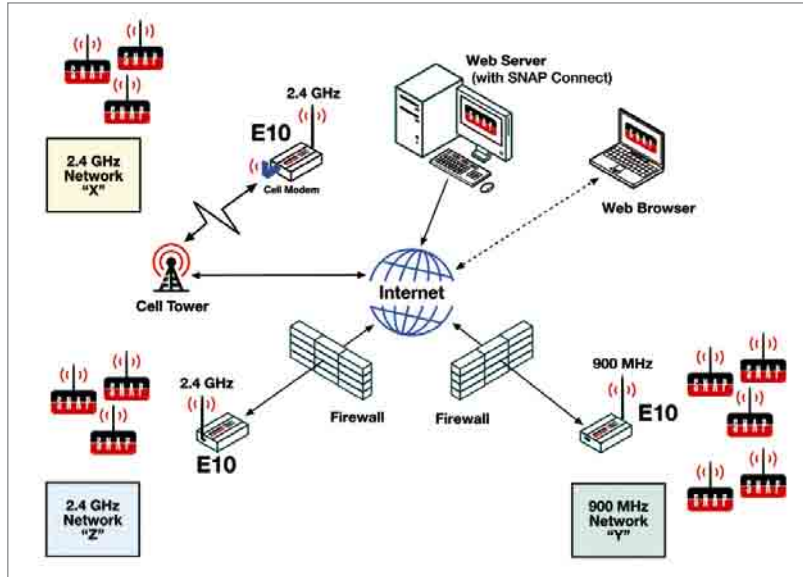 Web Server
(with SNAP Connect)
2.4 GHz
E10
Cell Modem
2.4 GHz
Network
"X"
Web Browser
Internet
Cell Tower
2.4 GHz
Firewall
E10
900 MHz
Firewall
E10
2.4 GHz
Network
"Z"
900 MHz
Network
"Y"